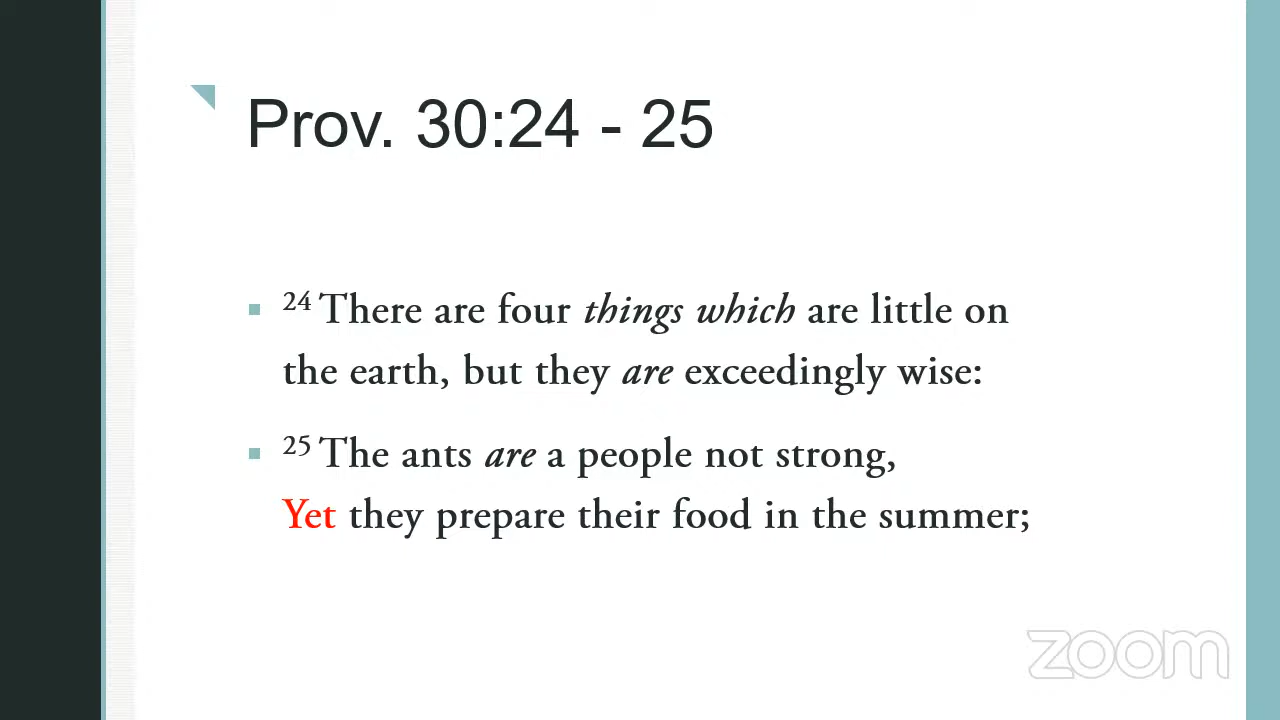 Prov. 30:24 - 25
24 There are four things which are little on
the earth, but they are exceedingly wise:
25 The ants are a people not strong,
Yet they prepare their food in the summer;
zoom